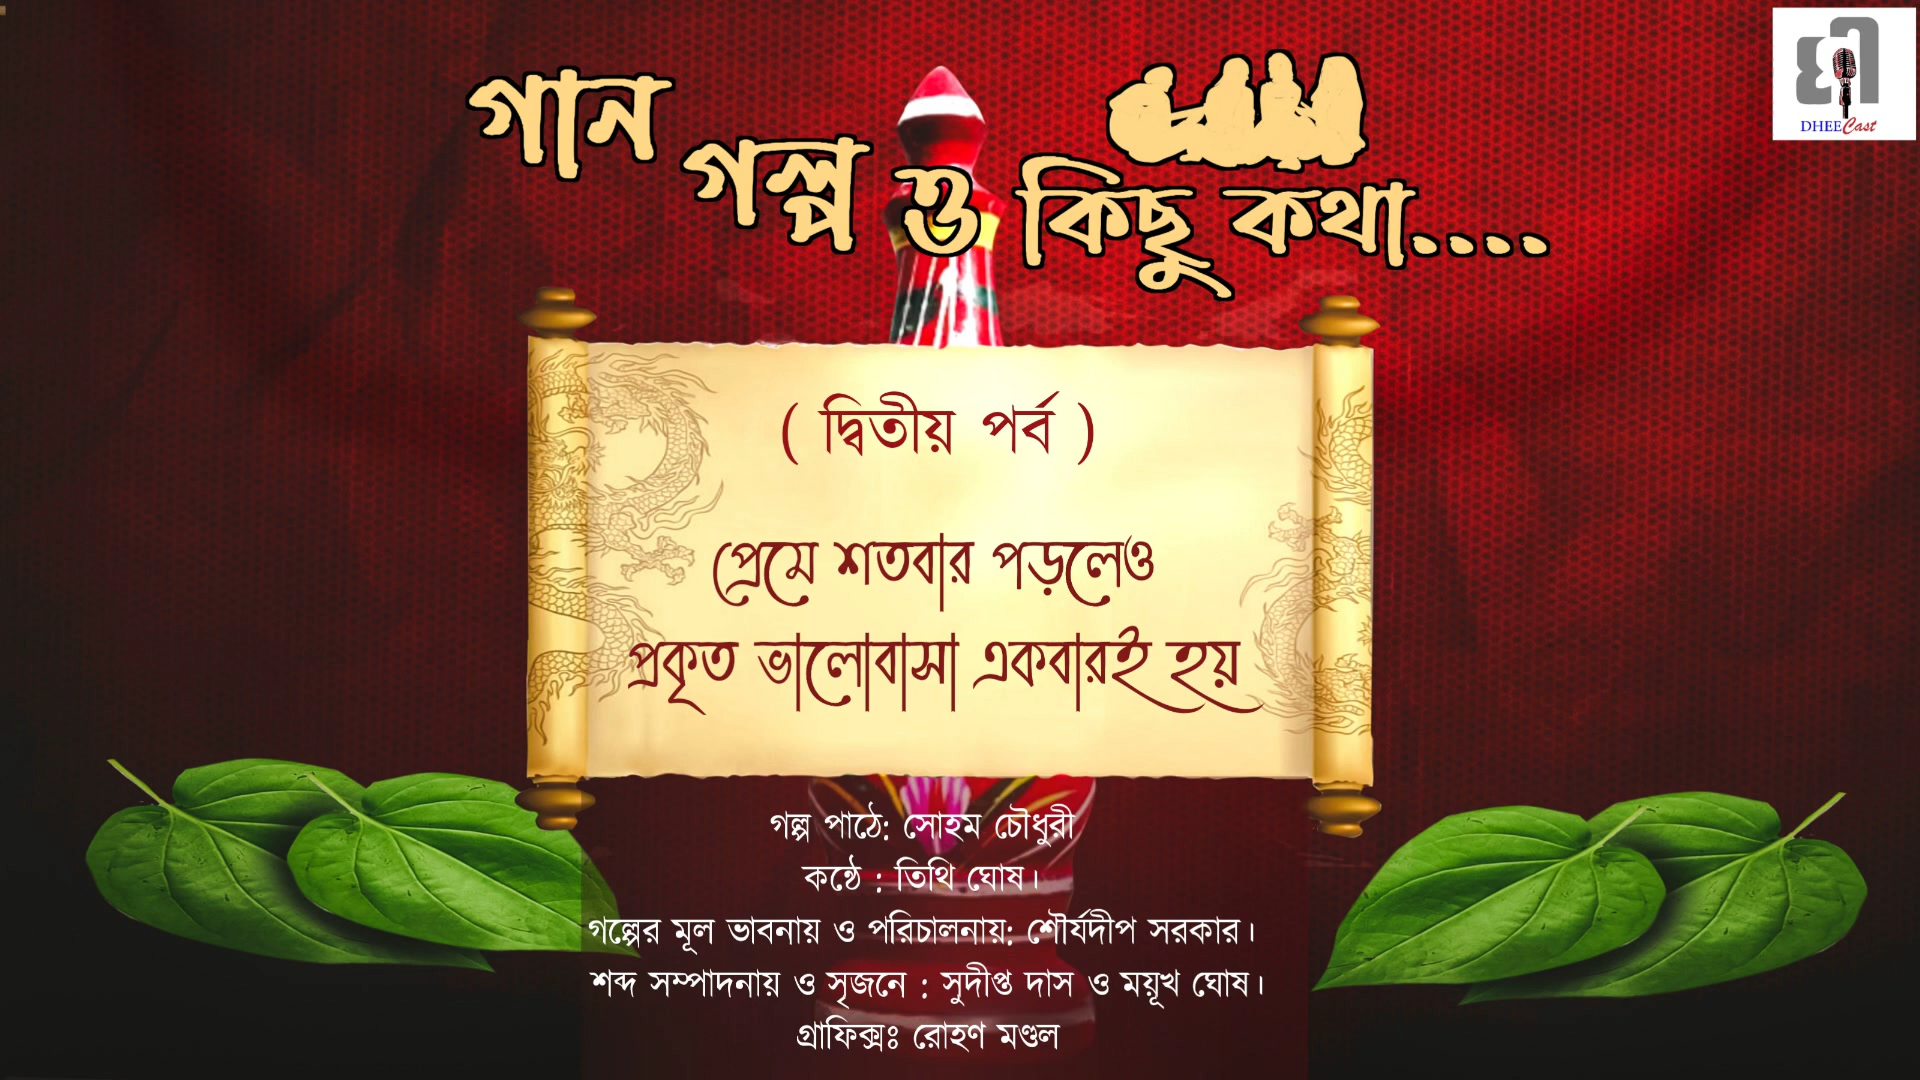 গান গল্প ও কিছু কথা....
ধী
DHEECast
( দ্বিতীয় পর্ব )
প্রেমে শতবার পড়লেও
প্রকৃত ভালোবাসা একবারই হয়
গল্প পাঠে: সোহম চৌধুরী
কন্ঠে : তিথি ঘোষ।
গল্পের মূল ভাবনায় ও পরিচালনায়: শৌর্যদীপ সরকার।
শব্দ সম্পাদনায় ও সৃজনে : সুদীপ্ত দাস ও ময়ূখ ঘোষ।
গ্রাফিক্সঃ রোহণ মণ্ডল